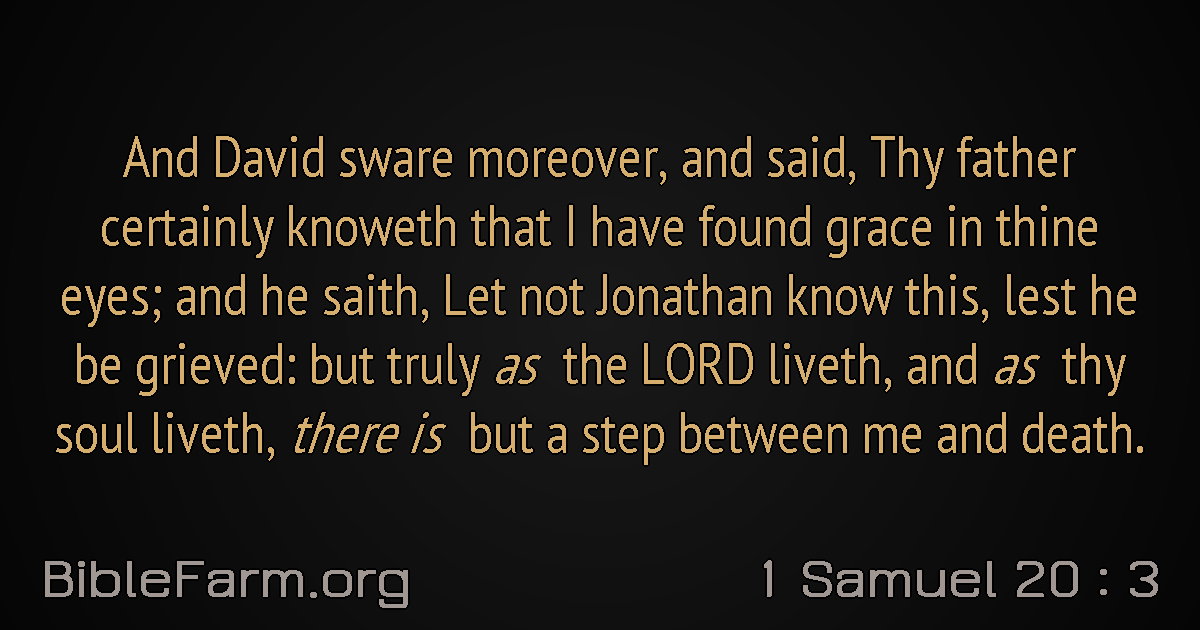 And David sware moreover, and said, Thy father
certainly knoweth that I have found grace in thine
eyes; and he saith, Let not Jonathan know this, lest he
be grieved: but truly as the LORD liveth, and as thy
soul liveth, there is but a step between me and death.
BibleFarm.org
1 Samuel 20 : 3